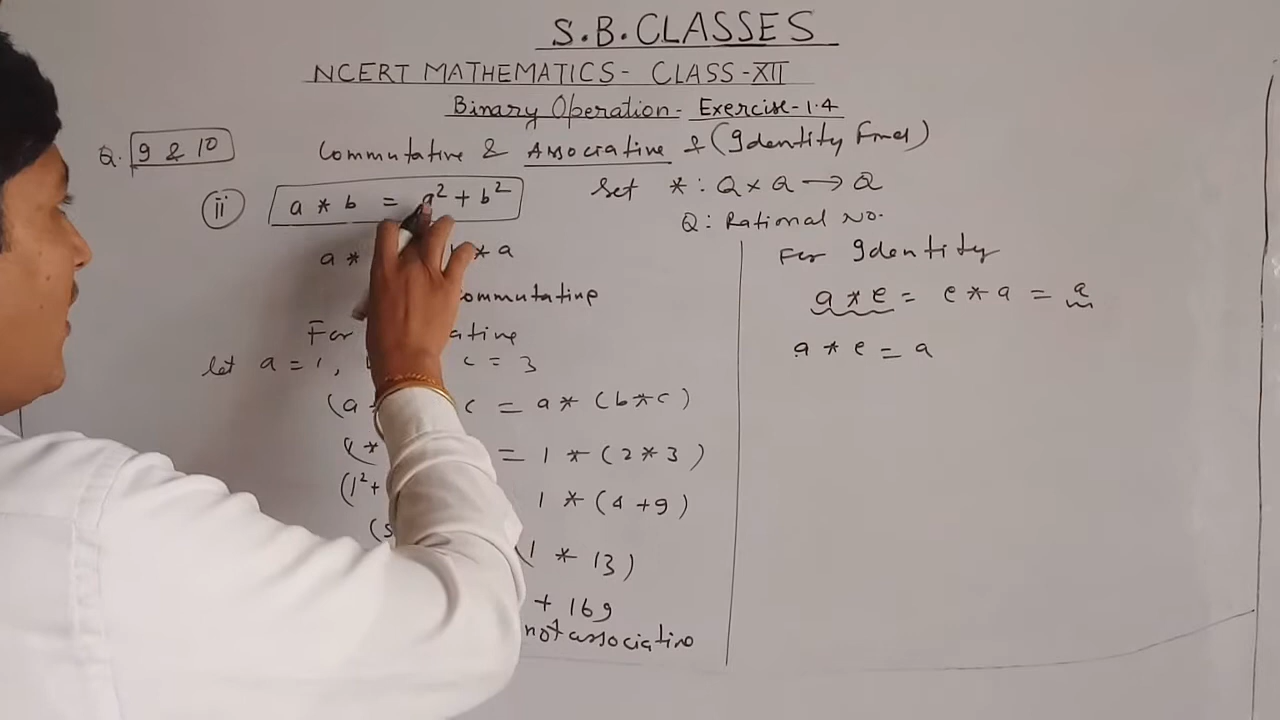 S.B. CLASSES
NCERT MATHEMATICS- CLASS-XII
Binary Operation- Exercise-1.4
Q. 9 & 10 Commutative & Associative & (Identity Find)
ii a * b = a² + b² Set * : Q × Q → Q
Q: Rational No.
a * * a
ommutative
For ative
let a = 1, c = 3
(a c = a * (b * c)
= 1 * (2 * 3)
(1² + 1 * (4 + 9)
(1 * 13)
+ 169
not associative
For Identity
a * e = e * a = a
a * e = a